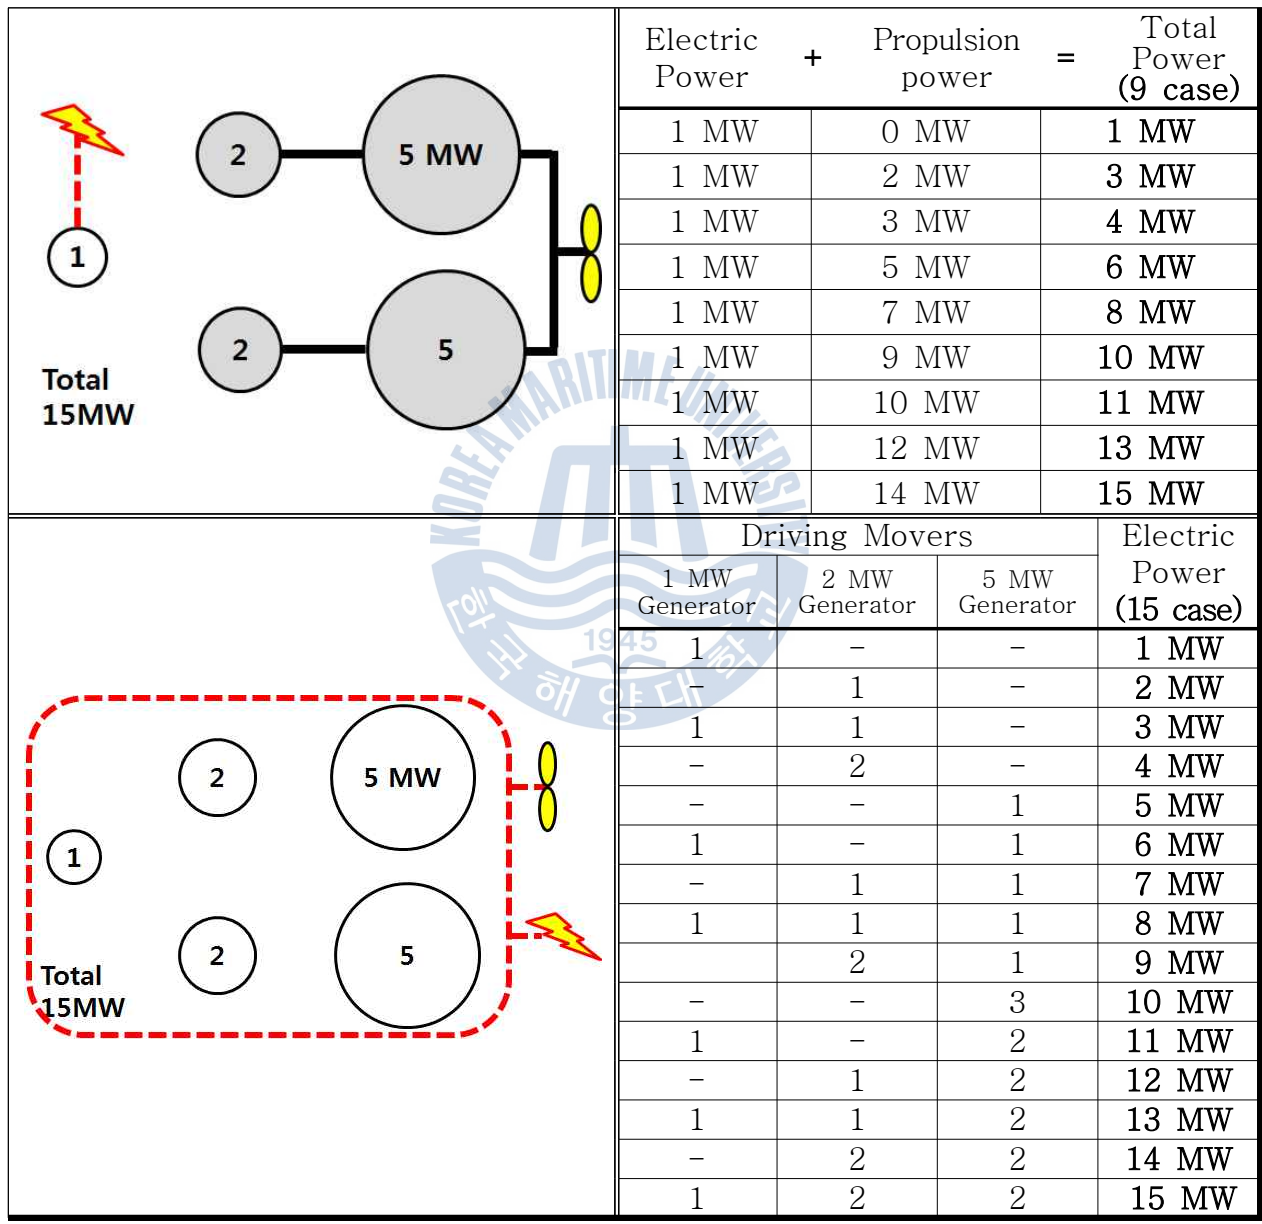 2
5 MW
1
2
5
Total
15MW
Electric Power + Propulsion power = Total Power (9 case)
1 MW 0 MW 1 MW
1 MW 2 MW 3 MW
1 MW 3 MW 4 MW
1 MW 5 MW 6 MW
1 MW 7 MW 8 MW
1 MW 9 MW 10 MW
1 MW 10 MW 11 MW
1 MW 12 MW 13 MW
1 MW 14 MW 15 MW
KOREA MARITIME UNIVERSITY
1945
한국해양대학교
2
5 MW
1
2
5
Total
15MW
Driving Movers
Electric Power (15 case)
1 MW Generator 2 MW Generator 5 MW Generator
1 - - 1 MW
- 1 - 2 MW
1 1 - 3 MW
- 2 - 4 MW
- - 1 5 MW
1 - 1 6 MW
- 1 1 7 MW
1 1 1 8 MW
2 1 9 MW
- - 3 10 MW
1 - 2 11 MW
- 1 2 12 MW
1 1 2 13 MW
- 2 2 14 MW
1 2 2 15 MW